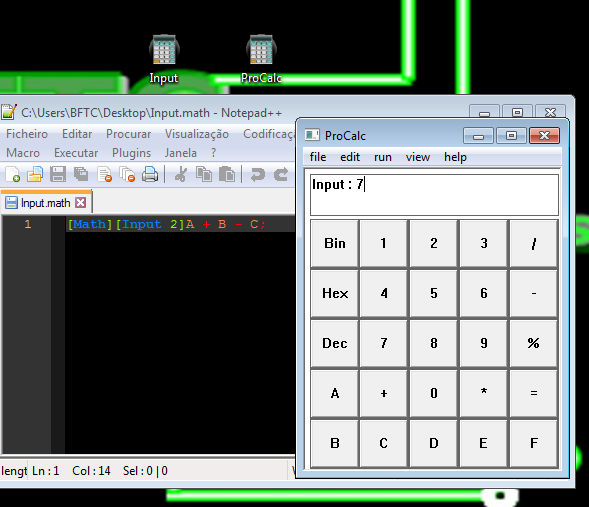 Input
ProCalc
C:\Users\BFTC\Desktop\Input.math - Notepad++
Ficheiro Editar Procurar Visualização
Macro Executar Plugins Janela ?
Input.math
1 [Math][Input 2]A + B - C;
Ln : 1 Col : 14 Sel : 0 | 0
ProCalc
file edit run view help
Input : 7
Bin 1 2 3 /
Hex 4 5 6 -
Dec 7 8 9 %
A + 0 * =
B C D E F